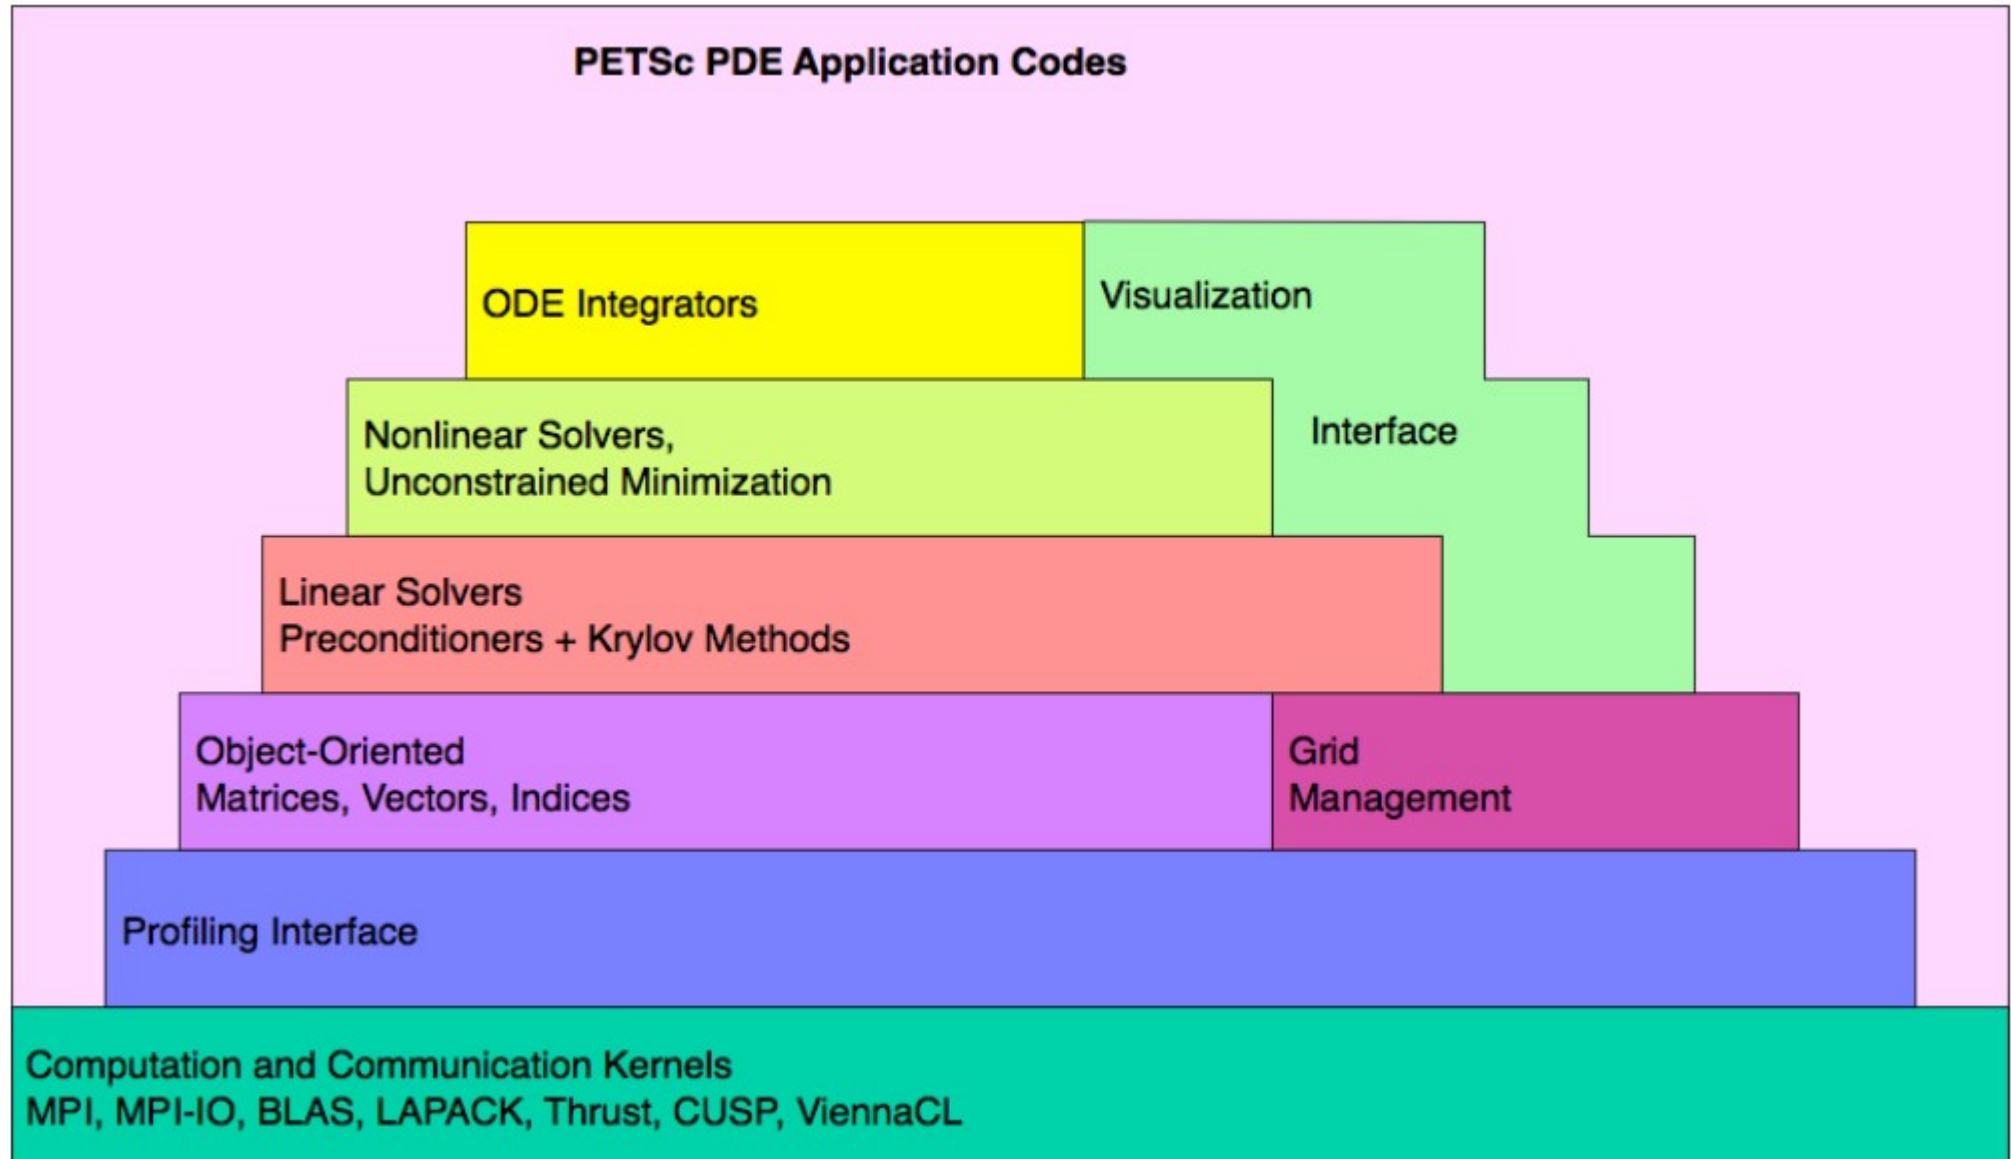 PETSc PDE Application Codes
ODE Integrators
Visualization
Nonlinear Solvers,
Unconstrained Minimization
Interface
Linear Solvers
Preconditioners + Krylov Methods
Object-Oriented
Matrices, Vectors, Indices
Grid
Management
Profiling Interface
Computation and Communication Kernels
MPI, MPI-IO, BLAS, LAPACK, Thrust, CUSP, ViennaCL